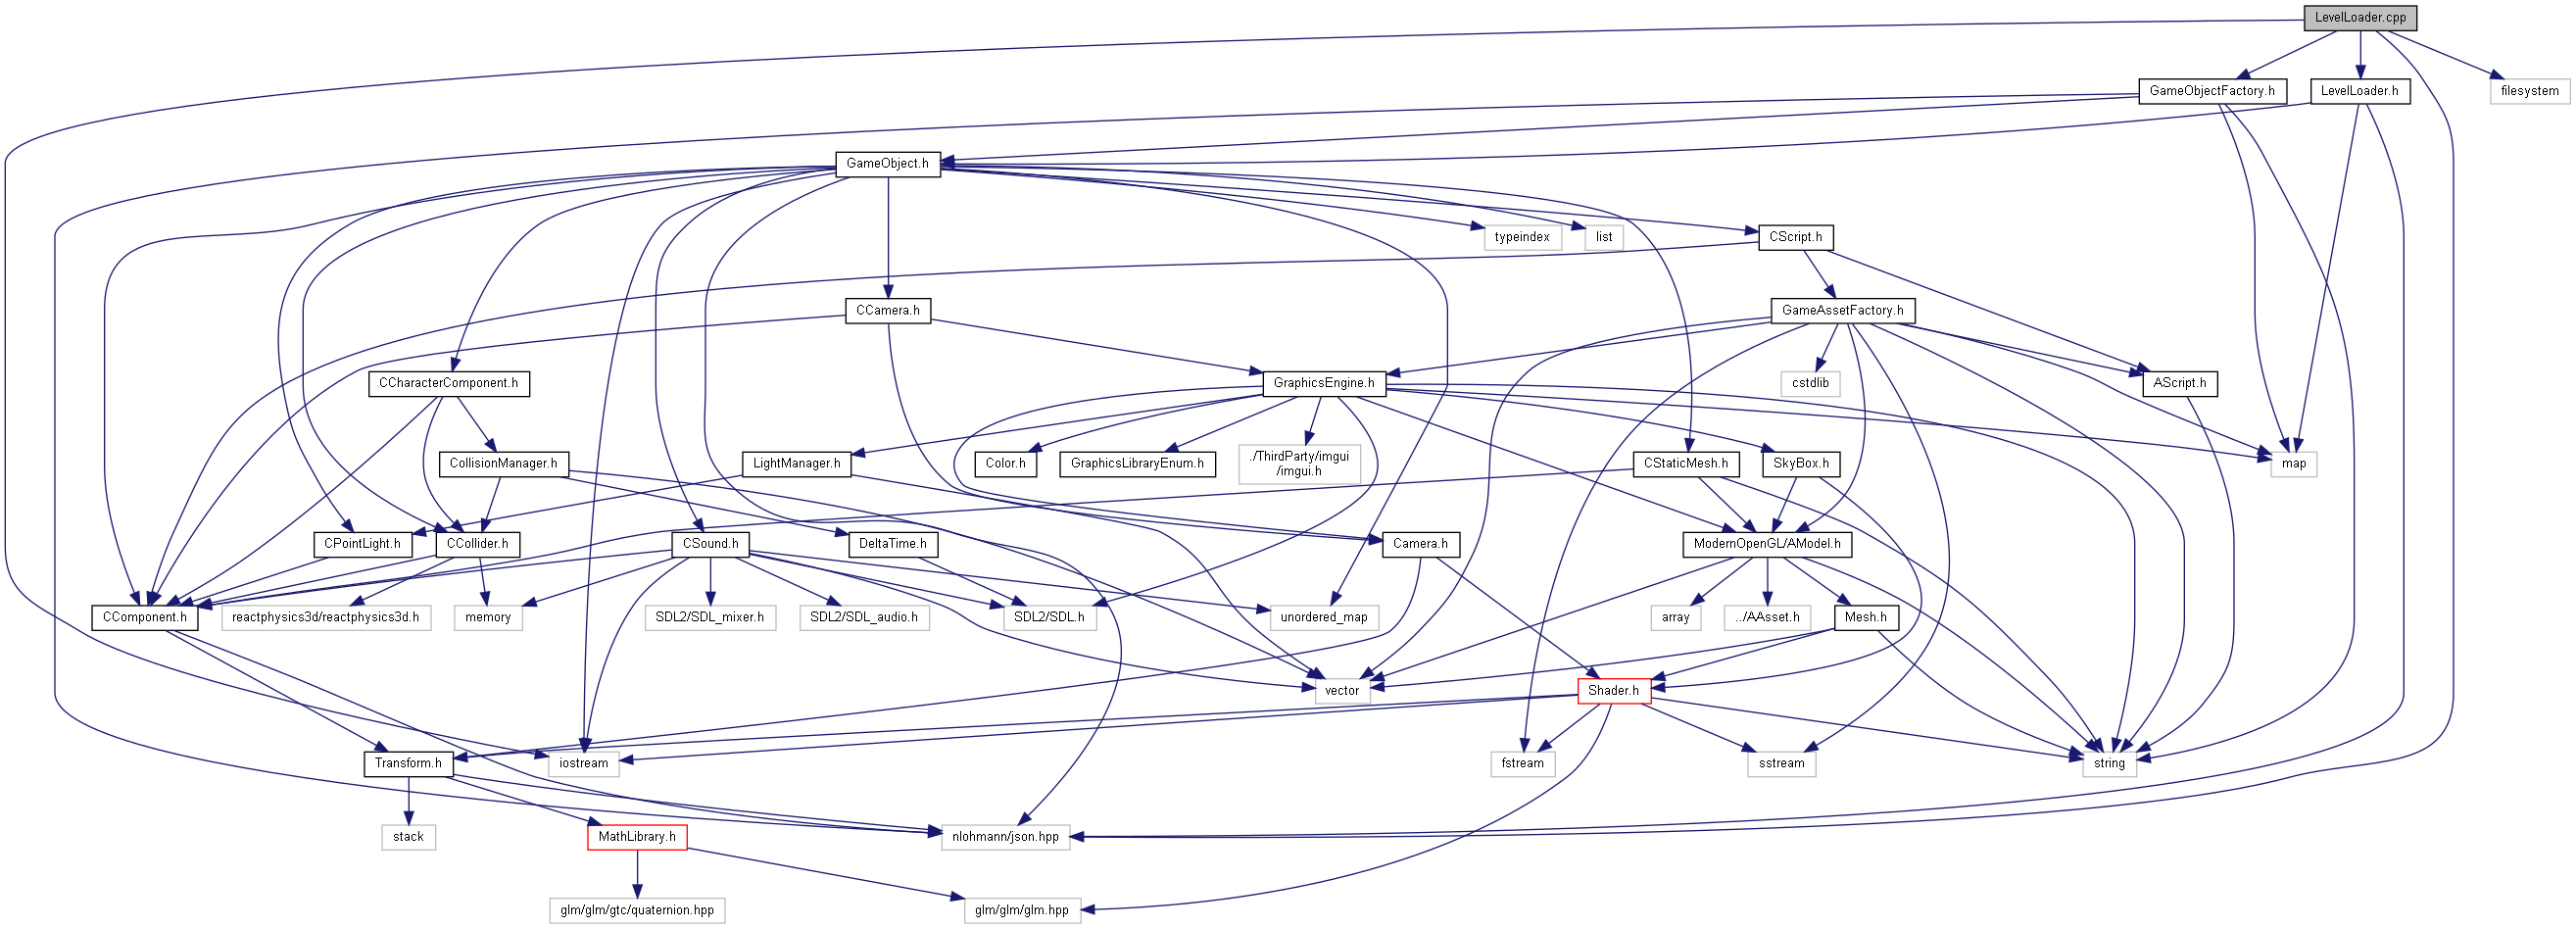 LevelLoader.cpp
GameObjectFactory.h
LevelLoader.h
filesystem
GameObject.h
typeindex
list
CScript.h
CCamera.h
GameAssetFactory.h
CCharacterComponent.h
GraphicsEngine.h
cstdlib
AScript.h
CollisionManager.h
LightManager.h
Color.h
GraphicsLibraryEnum.h
./ThirdParty/imgui
/imgui.h
CStaticMesh.h
SkyBox.h
map
CPointLight.h
CCollider.h
CSound.h
DeltaTime.h
Camera.h
ModernOpenGL/AModel.h
CComponent.h
reactphysics3d/reactphysics3d.h
memory
SDL2/SDL_mixer.h
SDL2/SDL_audio.h
SDL2/SDL.h
unordered_map
array
../AAsset.h
Mesh.h
vector
Shader.h
Transform.h
iostream
fstream
sstream
string
stack
MathLibrary.h
nlohmann/json.hpp
glm/glm/gtc/quaternion.hpp
glm/glm/glm.hpp